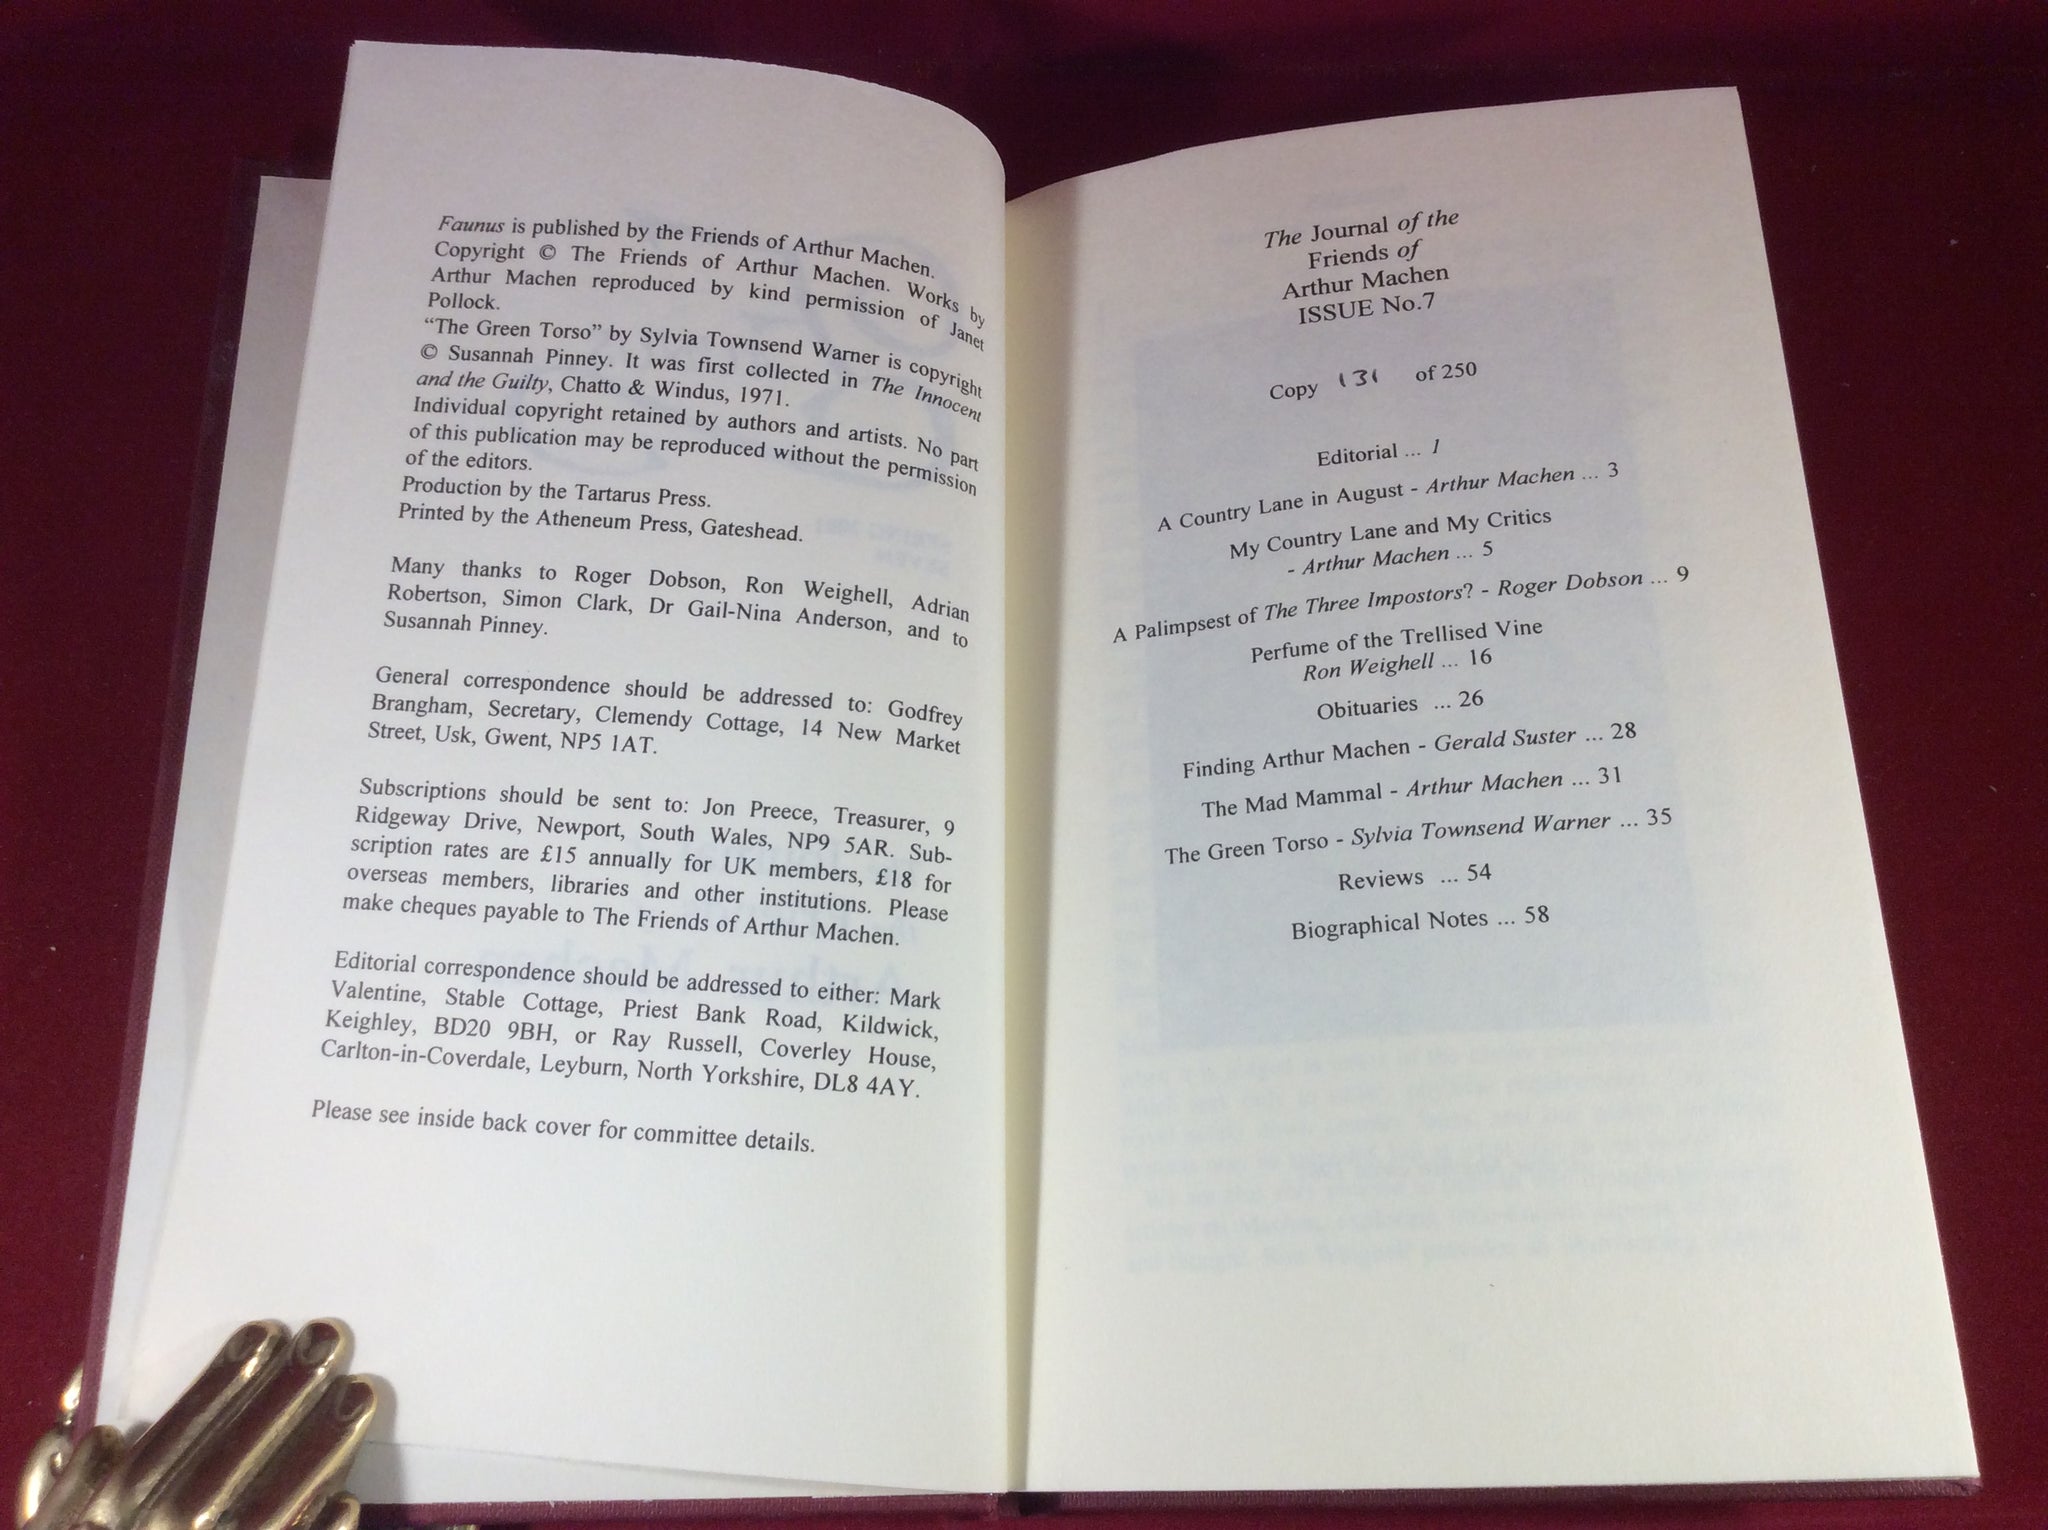 Faunus is published by the Friends of Arthur Machen.
Copyright © The Friends of Arthur Machen. Works by
Arthur Machen reproduced by kind permission of Janet
Pollock.
“The Green Torso” by Sylvia Townsend Warner is copyright
© Susannah Pinney. It was first collected in The Innocent
and the Guilty, Chatto & Windus, 1971.
Individual copyright retained by authors and artists. No part
of this publication may be reproduced without the permission
of the editors.
Production by the Tartarus Press.
Printed by the Atheneum Press, Gateshead.
Many thanks to Roger Dobson, Ron Weighell, Adrian
Robertson, Simon Clark, Dr Gail-Nina Anderson, and to
Susannah Pinney.
General correspondence should be addressed to: Godfrey
Brangham, Secretary, Clemendy Cottage, 14 New Market
Street, Usk, Gwent, NP5 1AT.
Subscriptions should be sent to: Jon Preece, Treasurer, 9
Ridgeway Drive, Newport, South Wales, NP9 5AR. Sub-
scription rates are £15 annually for UK members, £18 for
overseas members, libraries and other institutions. Please
make cheques payable to The Friends of Arthur Machen.
Editorial correspondence should be addressed to either: Mark
Valentine, Stable Cottage, Priest Bank Road, Kildwick,
Keighley, BD20 9BH, or Ray Russell, Coverley House,
Carlton-in-Coverdale, Leyburn, North Yorkshire, DL8 4AY.
Please see inside back cover for committee details.
The Journal of the
Friends of
Arthur Machen
ISSUE No.7
Copy 131 of 250
Editorial ... 1
A Country Lane in August - Arthur Machen ... 3
My Country Lane and My Critics
- Arthur Machen ... 5
A Palimpsest of The Three Impostors? - Roger Dobson ... 9
Perfume of the Trellised Vine
Ron Weighell ... 16
Obituaries ... 26
Finding Arthur Machen - Gerald Suster ... 28
The Mad Mammal - Arthur Machen ... 31
The Green Torso - Sylvia Townsend Warner ... 35
Reviews ... 54
Biographical Notes ... 58